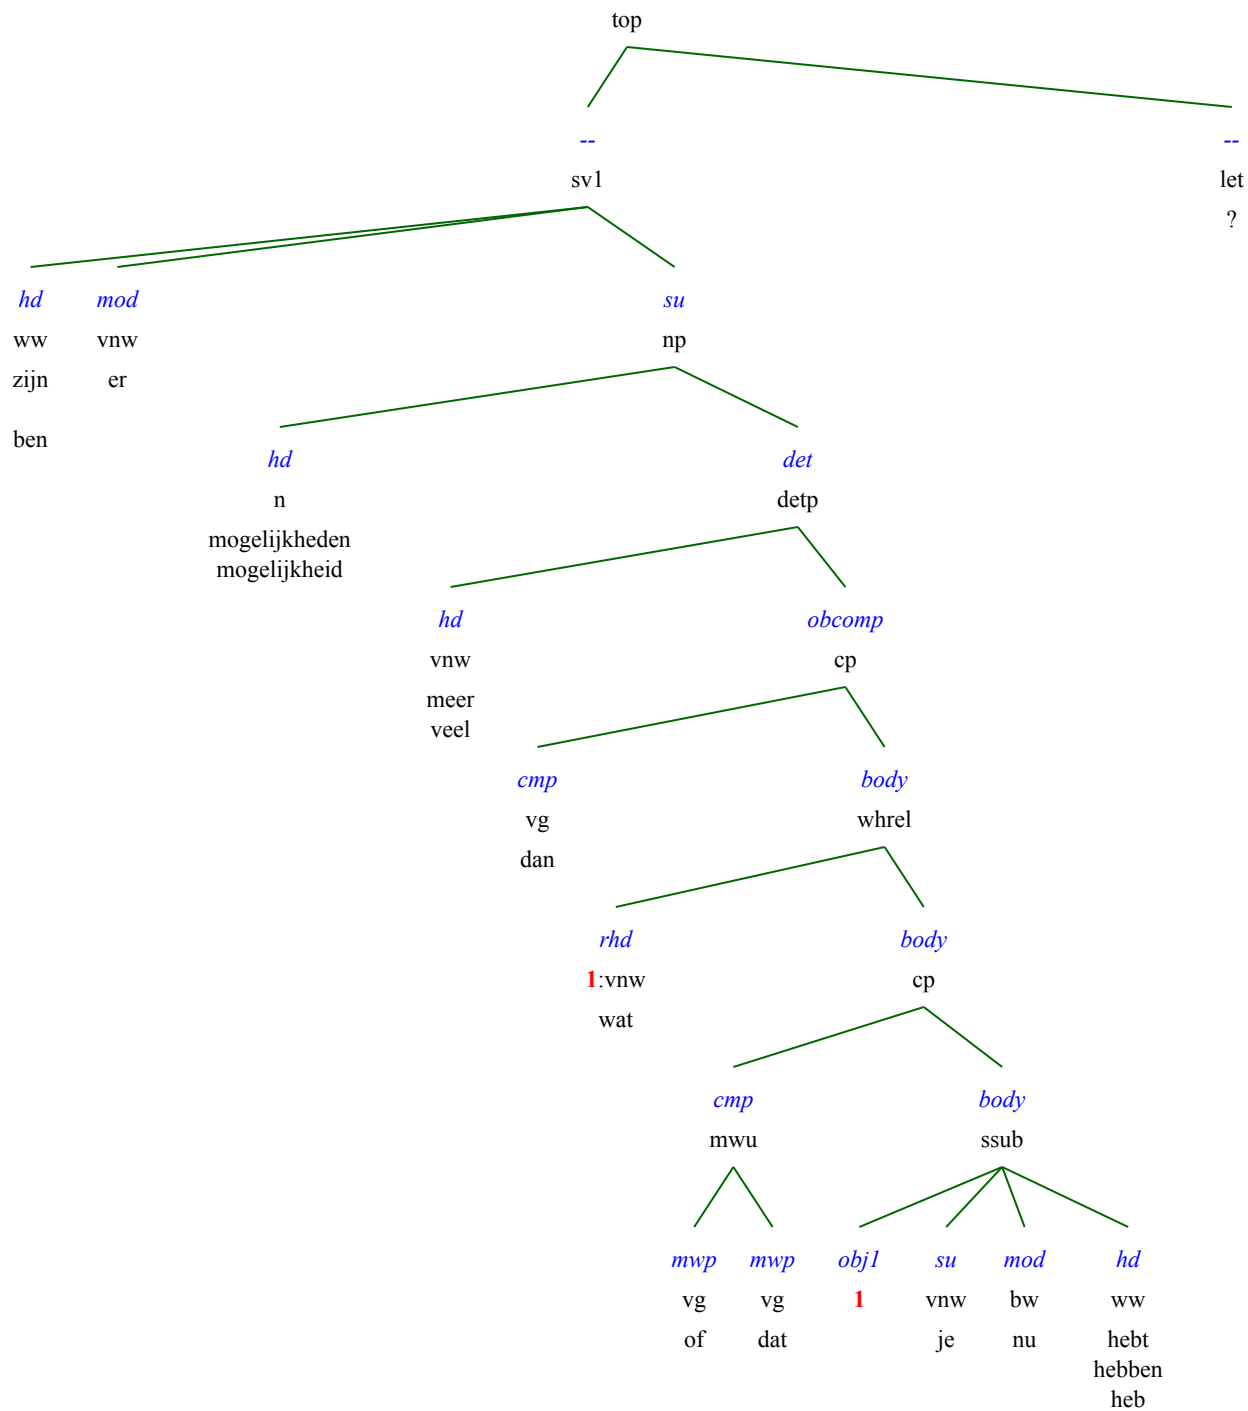 top
-- --
sv1 let
?
hd mod su
ww vnw np
zijn er
ben
hd det
n detp
mogelijkheden
mogelijkheid
hd obcomp
vnw cp
meer
veel
cmp body
vg whrel
dan
rhd body
1:vnw cp
wat
cmp body
mwu ssub
mwp mwp obj1 su mod hd
vg vg 1 vnw bw ww
of dat je nu hebt
hebben
heb